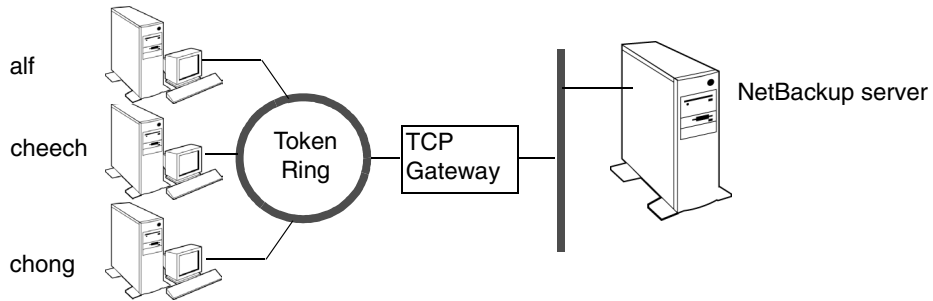 alf
cheech
chong
Token
Ring
TCP
Gateway
NetBackup server